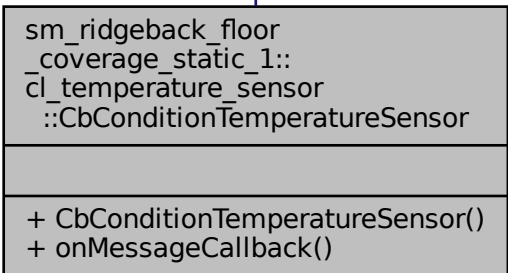 sm_ridgeback_floor
_coverage_static_1::
cl_temperature_sensor
::CbConditionTemperatureSensor
+ CbConditionTemperatureSensor()
+ onMessageCallback()